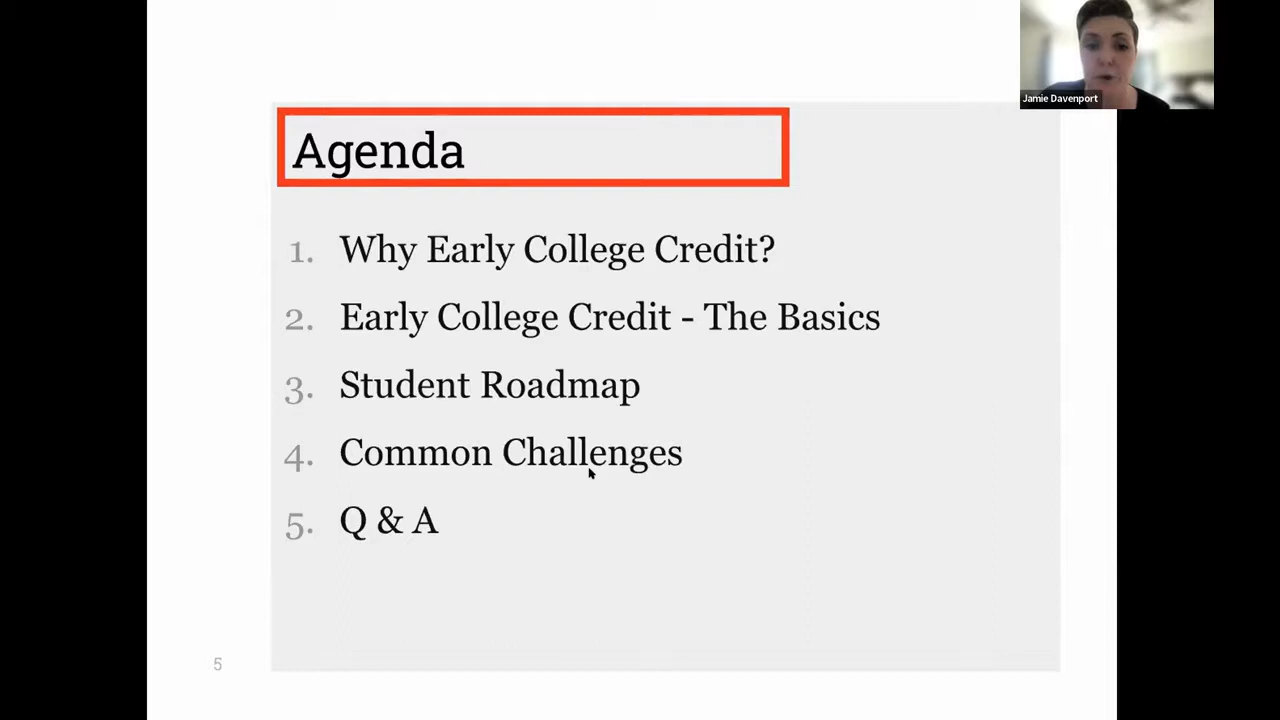 Jamie Davenport
Agenda
1. Why Early College Credit?
2. Early College Credit - The Basics
3. Student Roadmap
4. Common Challenges
5. Q & A
5